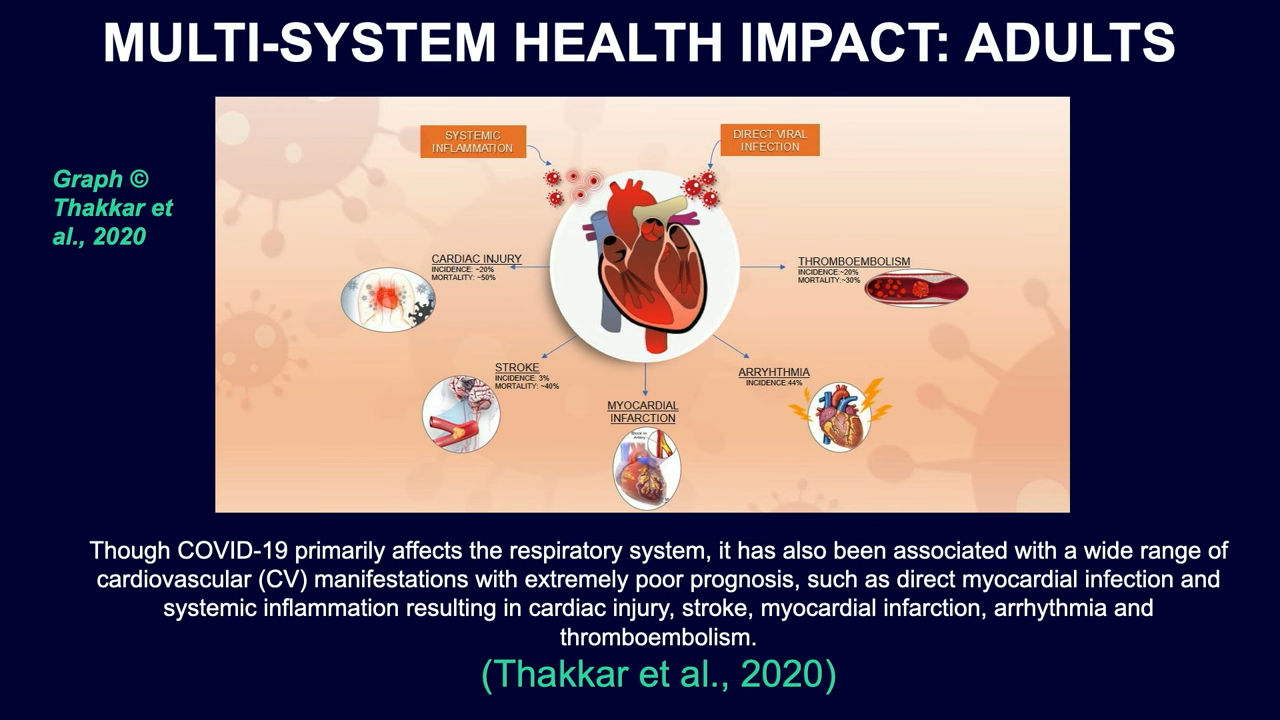 MULTI-SYSTEM HEALTH IMPACT: ADULTS
Graph ©
Thakkar et
al., 2020
SYSTEMIC
INFLAMMATION
DIRECT VIRAL
INFECTION
CARDIAC INJURY
INCIDENCE: ~20%
MORTALITY: ~50%
THROMBOEMBOLISM
INCIDENCE:~20%
MORTALITY:~30%
STROKE
INCIDENCE: 3%
MORTALITY: ~40%
ARRYHTHMIA
INCIDENCE:44%
MYOCARDIAL
INFARCTION
Though COVID-19 primarily affects the respiratory system, it has also been associated with a wide range of
cardiovascular (CV) manifestations with extremely poor prognosis, such as direct myocardial infection and
systemic inflammation resulting in cardiac injury, stroke, myocardial infarction, arrhythmia and
thromboembolism.
(Thakkar et al., 2020)